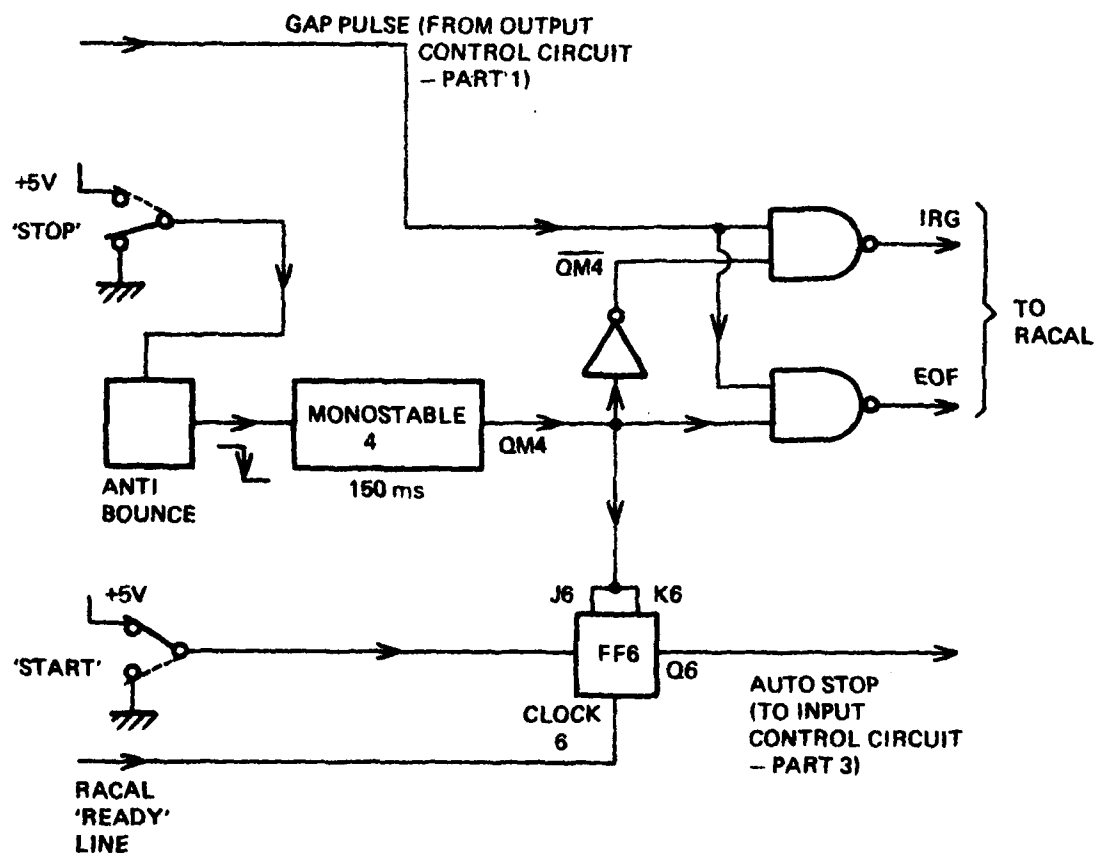 GAP PULSE (FROM OUTPUT
CONTROL CIRCUIT
– PART 1)
+5V
'STOP'
QM4
IRG
TO
RACAL
EOF
MONOSTABLE
4
QM4
150 ms
ANTI
BOUNCE
+5V
J6 K6
'START'
FF6
Q6
CLOCK
6
AUTO STOP
(TO INPUT
CONTROL CIRCUIT
– PART 3)
RACAL
'READY'
LINE